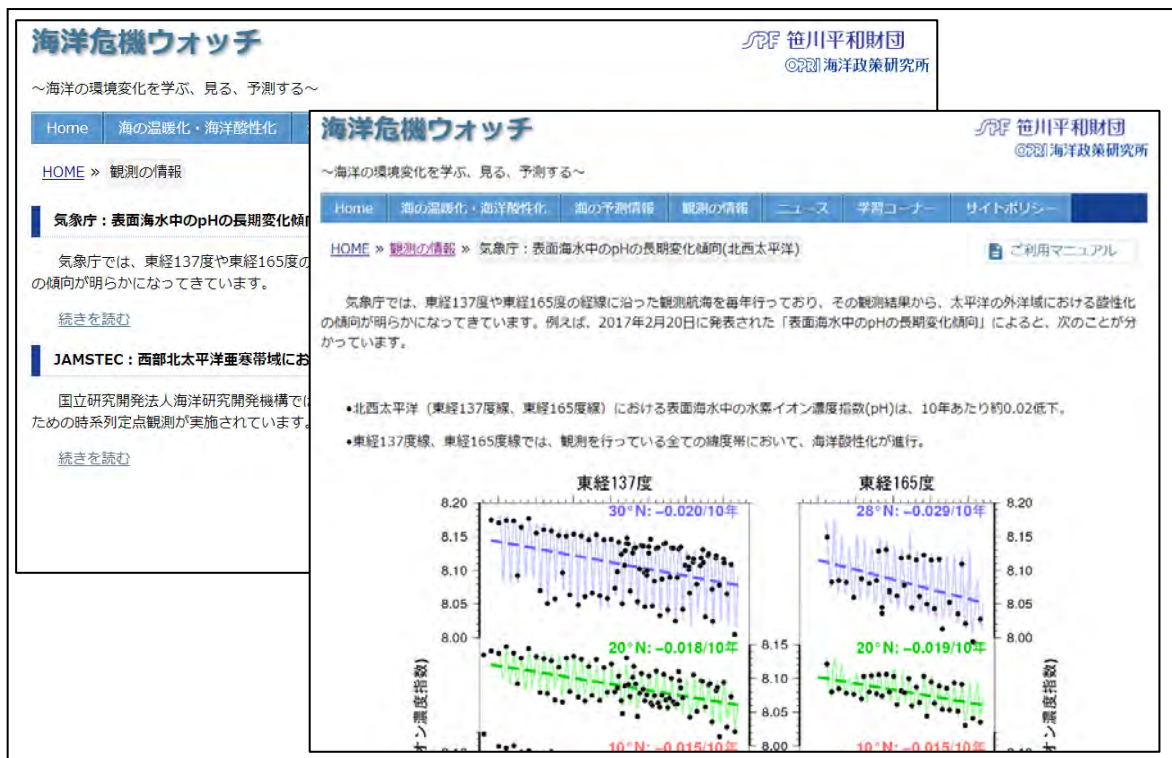 海洋危機ウォッチ
SPF 笹川平和財団
OPRI 海洋政策研究所
～海洋の環境変化を学ぶ、見る、予測する～
Home 海の温暖化・海洋酸性化
HOME » 観測の情報
気象庁：表面海水中のpHの長期変化傾
気象庁では、東経137度や東経165度の
の傾向が明らかになってきています。
続きを読む
JAMSTEC：西部北太平洋亜寒帯域にお
国立研究開発法人海洋研究開発機構では
ための時系列定点観測が実施されています。
続きを読む
海洋危機ウォッチ
SPF 笹川平和財団
OPRI 海洋政策研究所
～海洋の環境変化を学ぶ、見る、予測する～
Home 海の温暖化・海洋酸性化 海の予測情報 観測の情報 ニュース 学習コーナー サイトポリシー
HOME » 観測の情報 » 気象庁：表面海水中のpHの長期変化傾向(北西太平洋)
ご利用マニュアル
気象庁では、東経137度や東経165度の経線に沿った観測航海を毎年行っており、その観測結果から、太平洋の外洋域における酸性化
の傾向が明らかになってきています。例えば、2017年2月20日に発表された「表面海水中のpHの長期変化傾向」によると、次のことが分
かっています。
•北西太平洋（東経137度線、東経165度線）における表面海水中の水素イオン濃度指数(pH)は、10年あたり約0.02低下。
•東経137度線、東経165度線では、観測を行っている全ての緯度帯において、海洋酸性化が進行。
東経137度 東経165度
8.20 8.20
30°N: −0.020/10年 28°N: −0.029/10年
8.15 8.15
8.10 8.10
8.05 8.05
8.00 8.00
20°N: −0.018/10年 8.15 20°N: −0.019/10年
8.10
8.05
8.00
オン濃度指数) オン濃度指数)
10°N: −0.015/10年 10°N: −0.015/10年
8.10 8.10